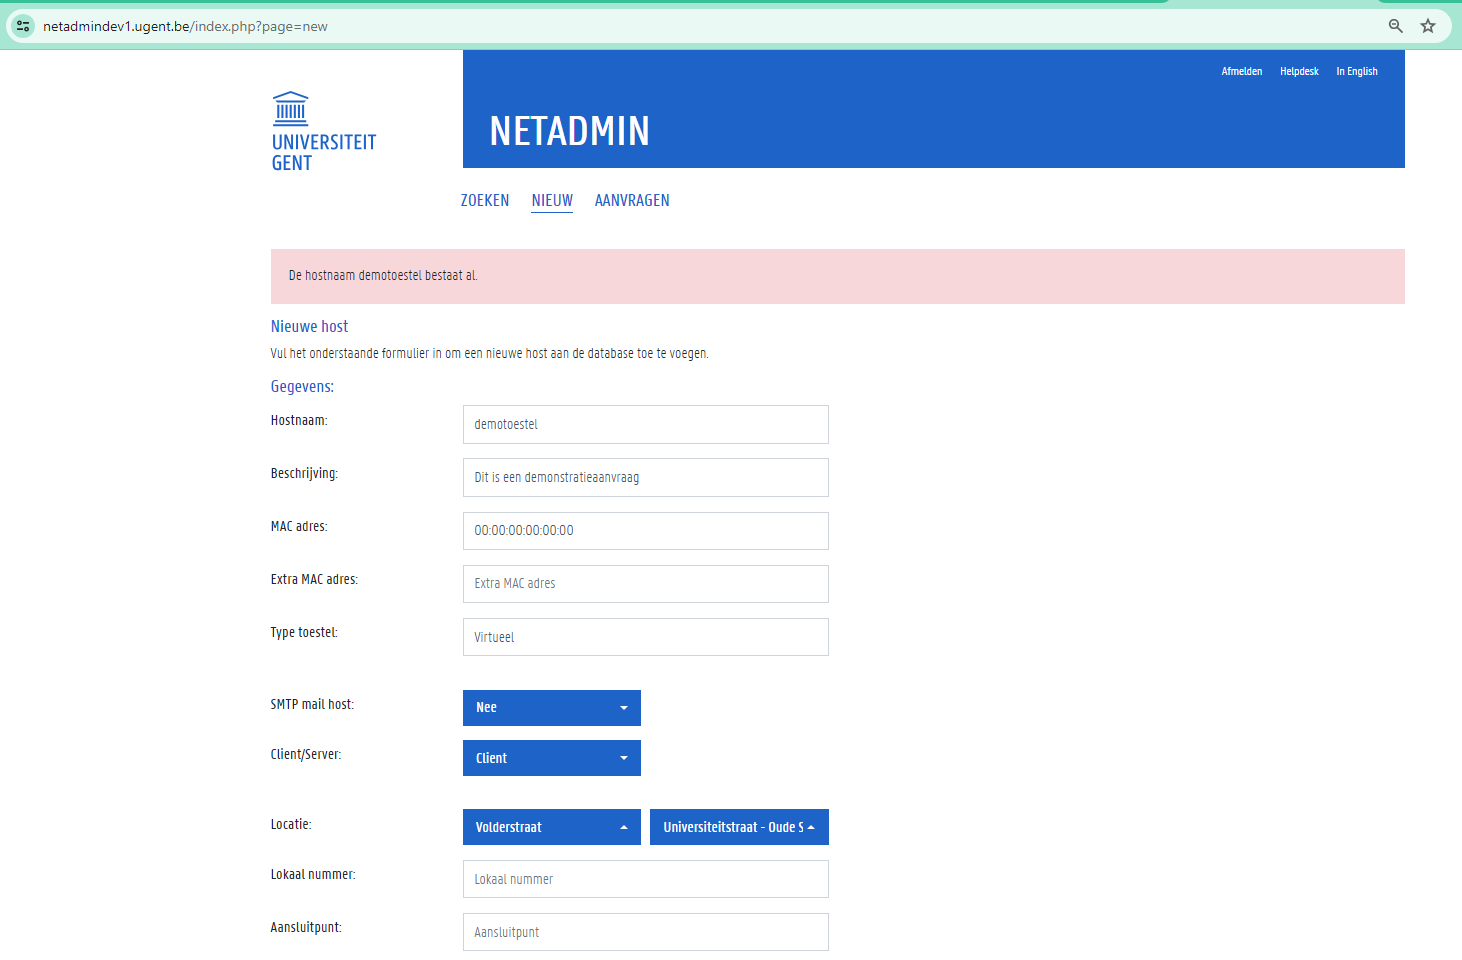 netadmindev1.ugent.be/index.php?page=new
Afmelden Helpdesk In English
UNIVERSITEIT
GENT
NETADMIN
ZOEKEN NIEUW AANVRAGEN
De hostnaam demotoestel bestaat al.
Nieuwe host
Vul het onderstaande formulier in om een nieuwe host aan de database toe te voegen.
Gegevens:
Hostnaam: demotoestel
Beschrijving: Dit is een demonstratieaanvraag
MAC adres: 00:00:00:00:00:00
Extra MAC adres: Extra MAC adres
Type toestel: Virtueel
SMTP mail host: Nee
Client/Server: Client
Locatie: Volderstraat Universiteitstraat - Oude S
Lokaal nummer: Lokaal nummer
Aansluitpunt: Aansluitpunt